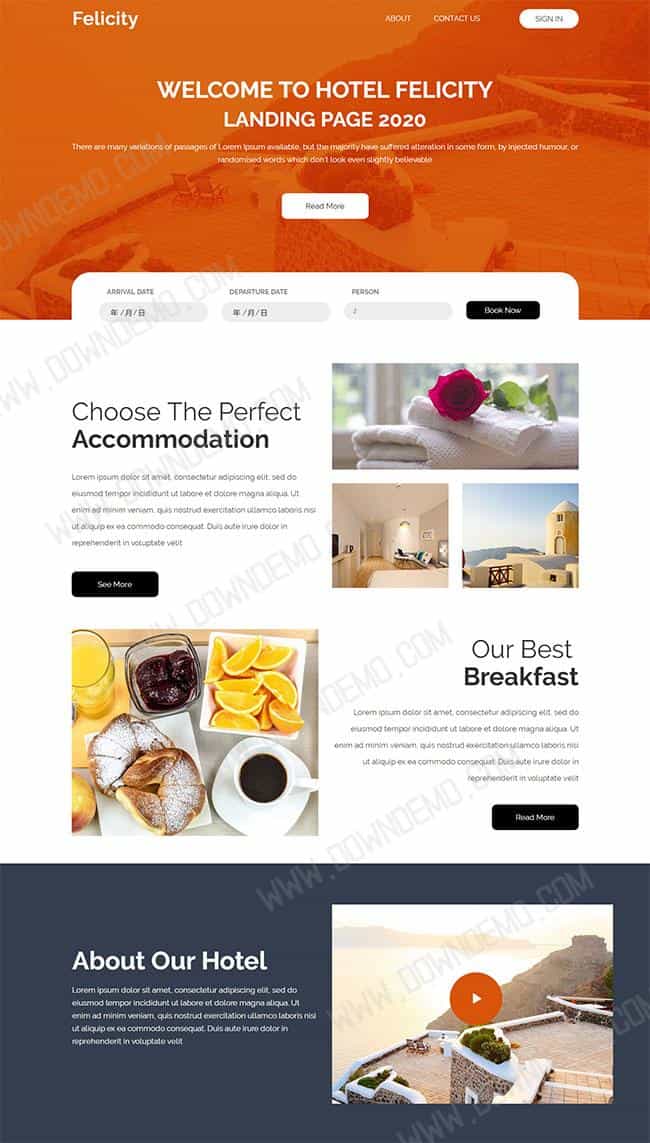 Felicity
ABOUT
CONTACT US
SIGN IN
WELCOME TO HOTEL FELICITY
LANDING PAGE 2020
There are many variations of passages of Lorem Ipsum available, but the majority have suffered alteration in some form, by injected humour, or
randomised words which don't look even slightly believable
Read More
ARRIVAL DATE
DEPARTURE DATE
PERSON
年 /月/日
年 /月/日
2
Book Now
Choose The Perfect
Accommodation
Lorem ipsum dolor sit amet, consectetur adipiscing elit, sed do
eiusmod tempor incididunt ut labore et dolore magna aliqua. Ut
enim ad minim veniam, quis nostrud exercitation ullamco laboris nisi
ut aliquip ex ea commodo consequat. Duis aute irure dolor in
reprehenderit in voluptate velit
See More
Our Best
Breakfast
Lorem ipsum dolor sit amet, consectetur adipiscing elit, sed do
eiusmod tempor incididunt ut labore et dolore magna aliqua. Ut
enim ad minim veniam, quis nostrud exercitation ullamco laboris nisi
ut aliquip ex ea commodo consequat. Duis aute irure dolor in
reprehenderit in voluptate velit
Read More
About Our Hotel
Lorem ipsum dolor sit amet, consectetur adipiscing elit, sed do
eiusmod tempor incididunt ut labore et dolore magna aliqua. Ut
enim ad minim veniam, quis nostrud exercitation ullamco laboris nisi
ut aliquip ex ea commodo consequat. Duis aute irure dolor in
reprehenderit in voluptate velit
WWW.DOWNDEMO.COM